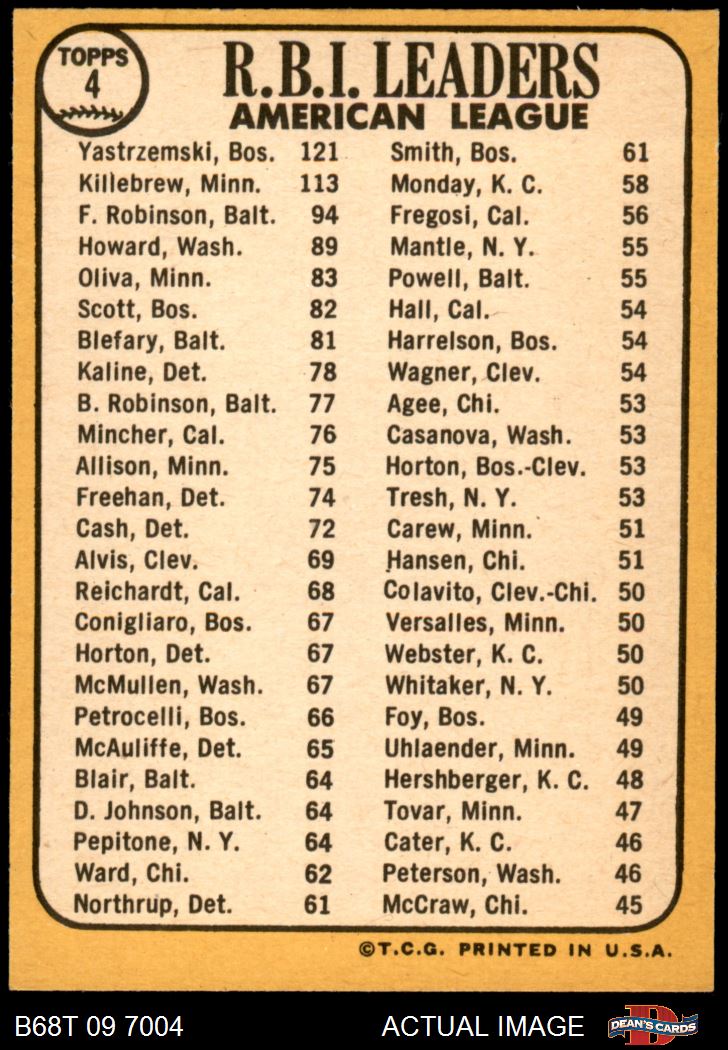 TOPPS
4
R.B.I. LEADERS
AMERICAN LEAGUE
Yastrzemski, Bos. 121
Killebrew, Minn. 113
F. Robinson, Balt. 94
Howard, Wash. 89
Oliva, Minn. 83
Scott, Bos. 82
Blefary, Balt. 81
Kaline, Det. 78
B. Robinson, Balt. 77
Mincher, Cal. 76
Allison, Minn. 75
Freehan, Det. 74
Cash, Det. 72
Alvis, Clev. 69
Reichardt, Cal. 68
Conigliaro, Bos. 67
Horton, Det. 67
McMullen, Wash. 67
Petrocelli, Bos. 66
McAuliffe, Det. 65
Blair, Balt. 64
D. Johnson, Balt. 64
Pepitone, N. Y. 64
Ward, Chi. 62
Northrup, Det. 61
Smith, Bos. 61
Monday, K. C. 58
Fregosi, Cal. 56
Mantle, N. Y. 55
Powell, Balt. 55
Hall, Cal. 54
Harrelson, Bos. 54
Wagner, Clev. 54
Agee, Chi. 53
Casanova, Wash. 53
Horton, Bos.-Clev. 53
Tresh, N. Y. 53
Carew, Minn. 51
Hansen, Chi. 51
Colavito, Clev.-Chi. 50
Versalles, Minn. 50
Webster, K. C. 50
Whitaker, N. Y. 50
Foy, Bos. 49
Uhlaender, Minn. 49
Hershberger, K. C. 48
Tovar, Minn. 47
Cater, K. C. 46
Peterson, Wash. 46
McCraw, Chi. 45
©T.C.G. PRINTED IN U.S.A.
B68T 09 7004
ACTUAL IMAGE
D
DEAN'S CARDS